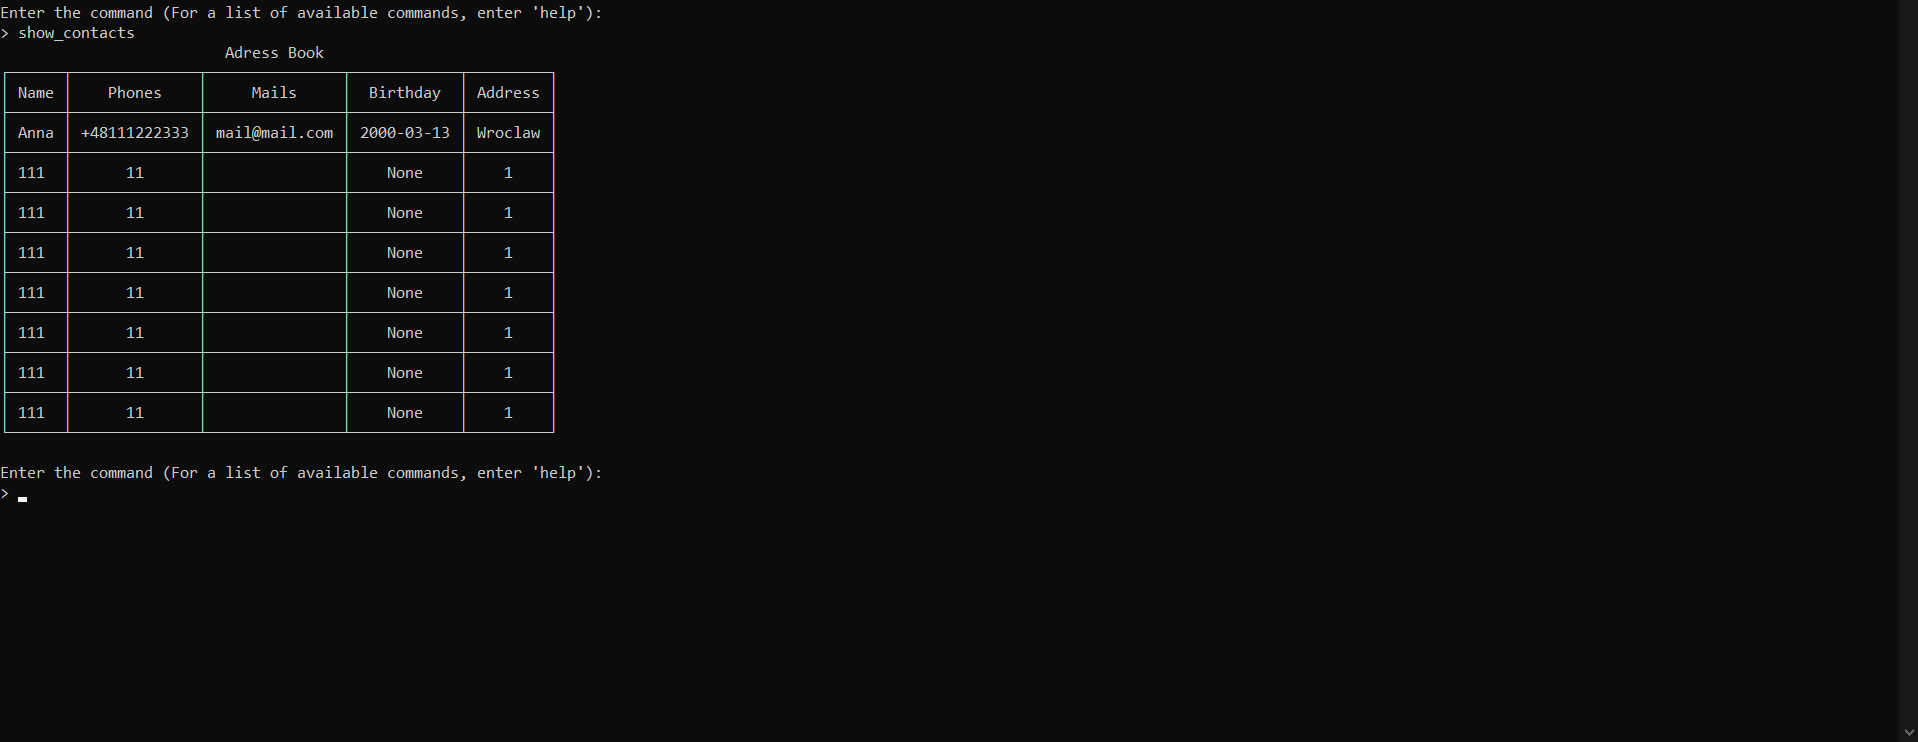 Enter the command (For a list of available commands, enter 'help'):
> show_contacts
Adress Book
Name Phones Mails Birthday Address
Anna +48111222333 mail@mail.com 2000-03-13 Wroclaw
111 11 None 1
111 11 None 1
111 11 None 1
111 11 None 1
111 11 None 1
111 11 None 1
111 11 None 1
Enter the command (For a list of available commands, enter 'help'):
>